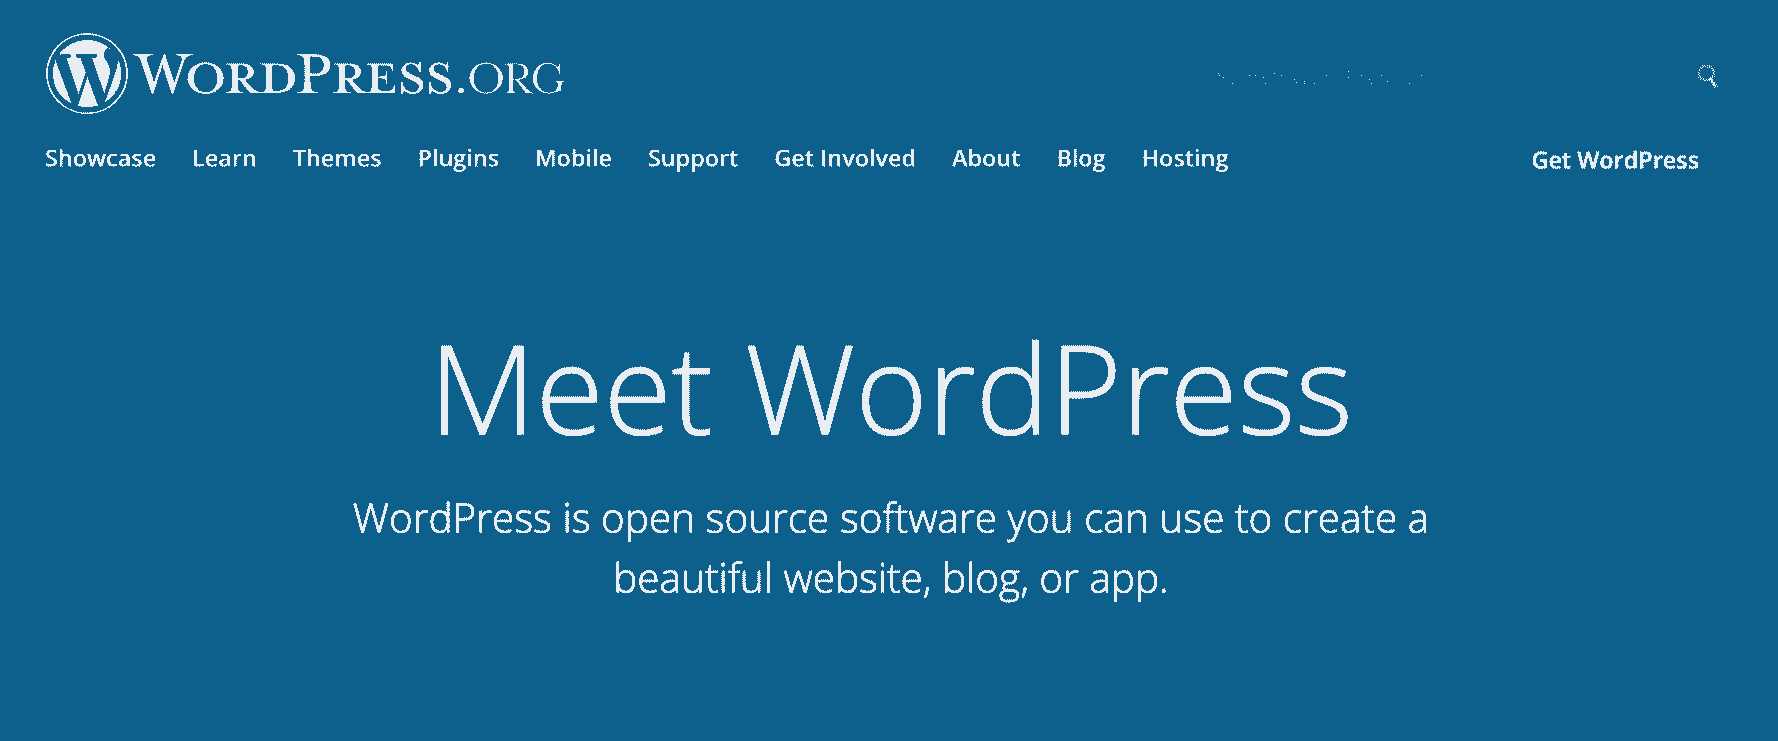 WORDPRESS.ORG
Showcase Learn Themes Plugins Mobile Support Get Involved About Blog Hosting Get WordPress
Meet WordPress
WordPress is open source software you can use to create a
beautiful website, blog, or app.